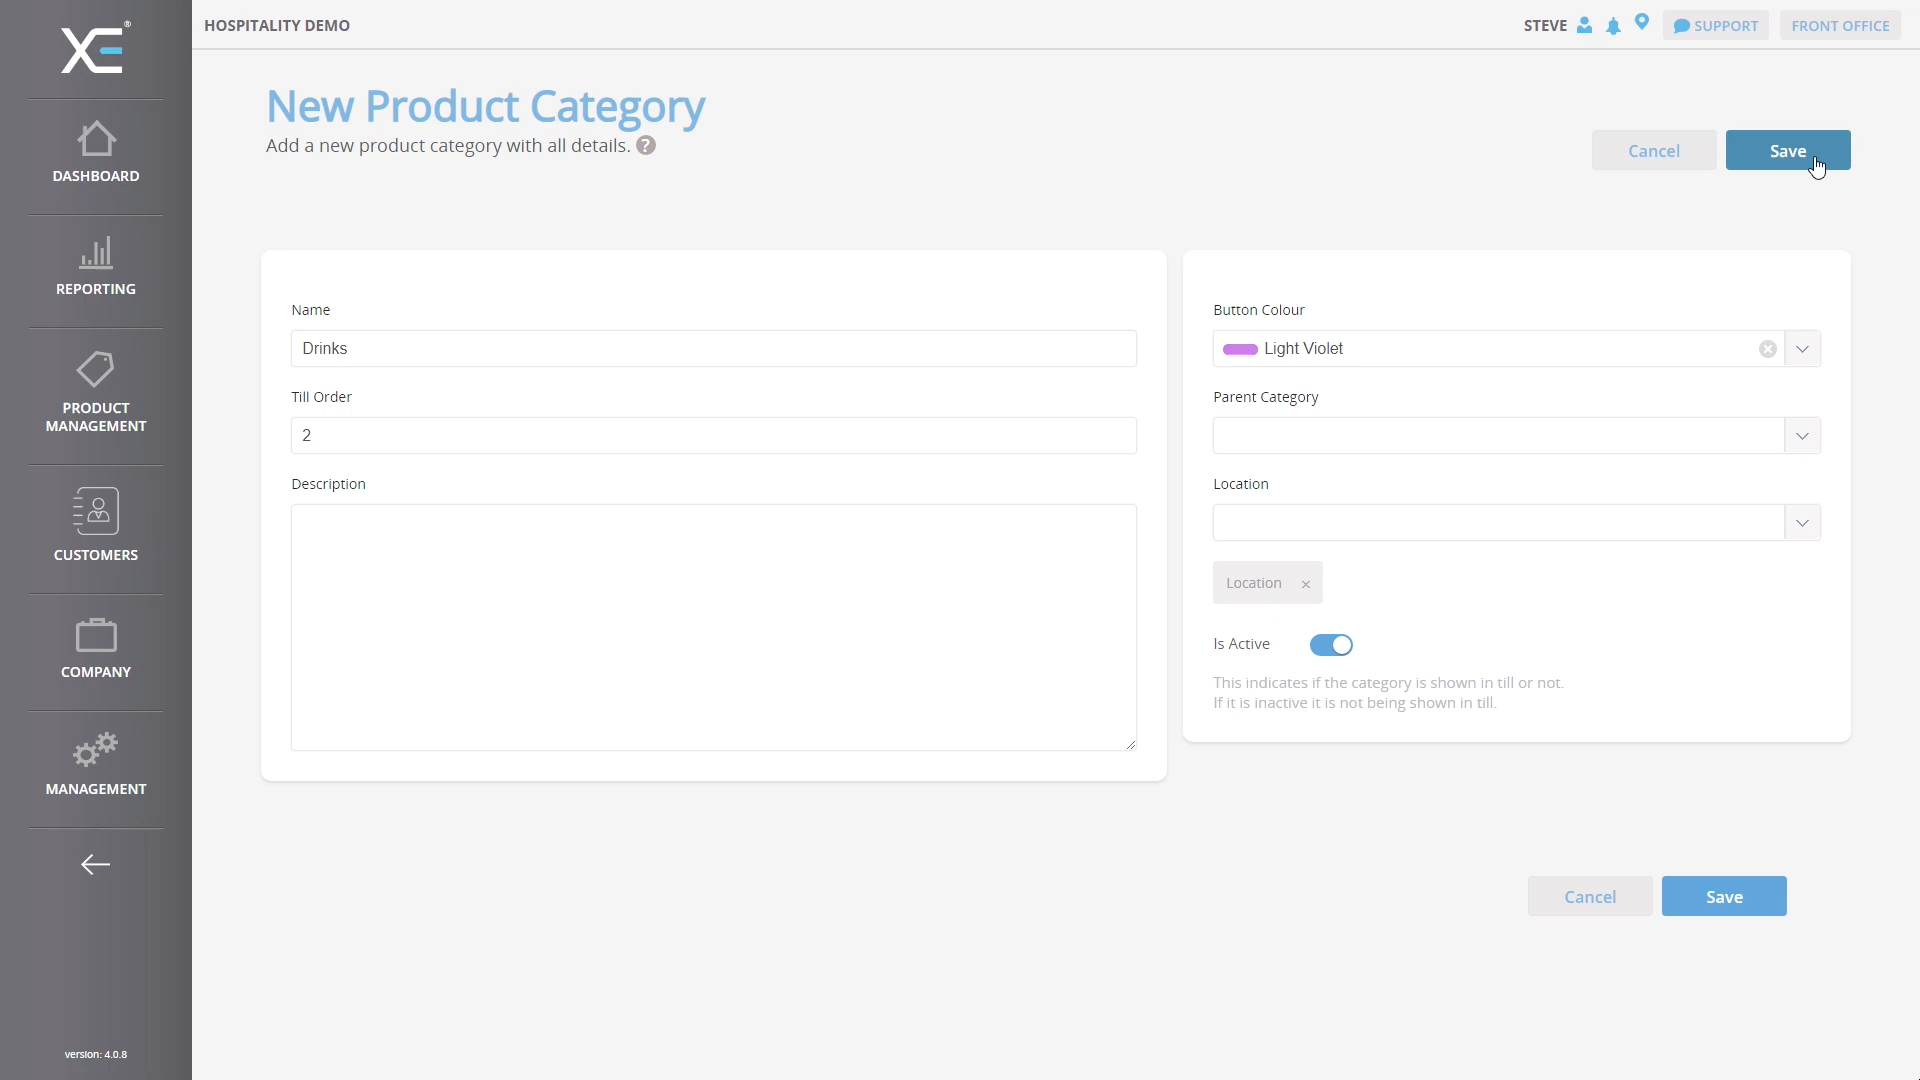 XE®
HOSPITALITY DEMO
STEVE
SUPPORT
FRONT OFFICE
DASHBOARD
REPORTING
PRODUCT
MANAGEMENT
CUSTOMERS
COMPANY
MANAGEMENT
version: 4.0.8
New Product Category
Add a new product category with all details. ?
Cancel
Save
Name
Drinks
Till Order
2
Description
Button Colour
Light Violet
Parent Category
Location
Location ×
Is Active
This indicates if the category is shown in till or not.
If it is inactive it is not being shown in till.
Cancel
Save